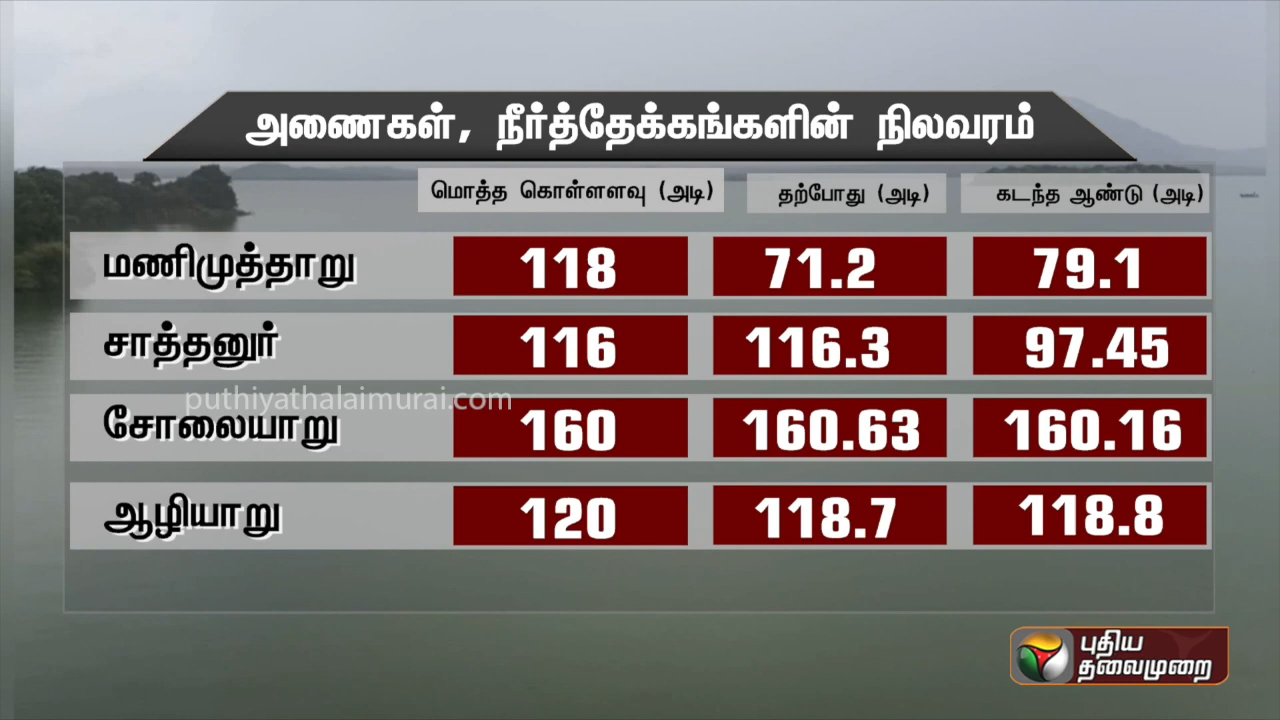 அணைகள், நீர்த்தேக்கங்களின் நிலவரம்
மொத்த கொள்ளளவு (அடி) தற்போது (அடி) கடந்த ஆண்டு (அடி)
மணிமுத்தாறு 118 71.2 79.1
சாத்தனுர் 116 116.3 97.45
puthiyathalaimurai.com
சோலையாறு 160 160.63 160.16
ஆழியாறு 120 118.7 118.8
புதிய
தலைமுறை